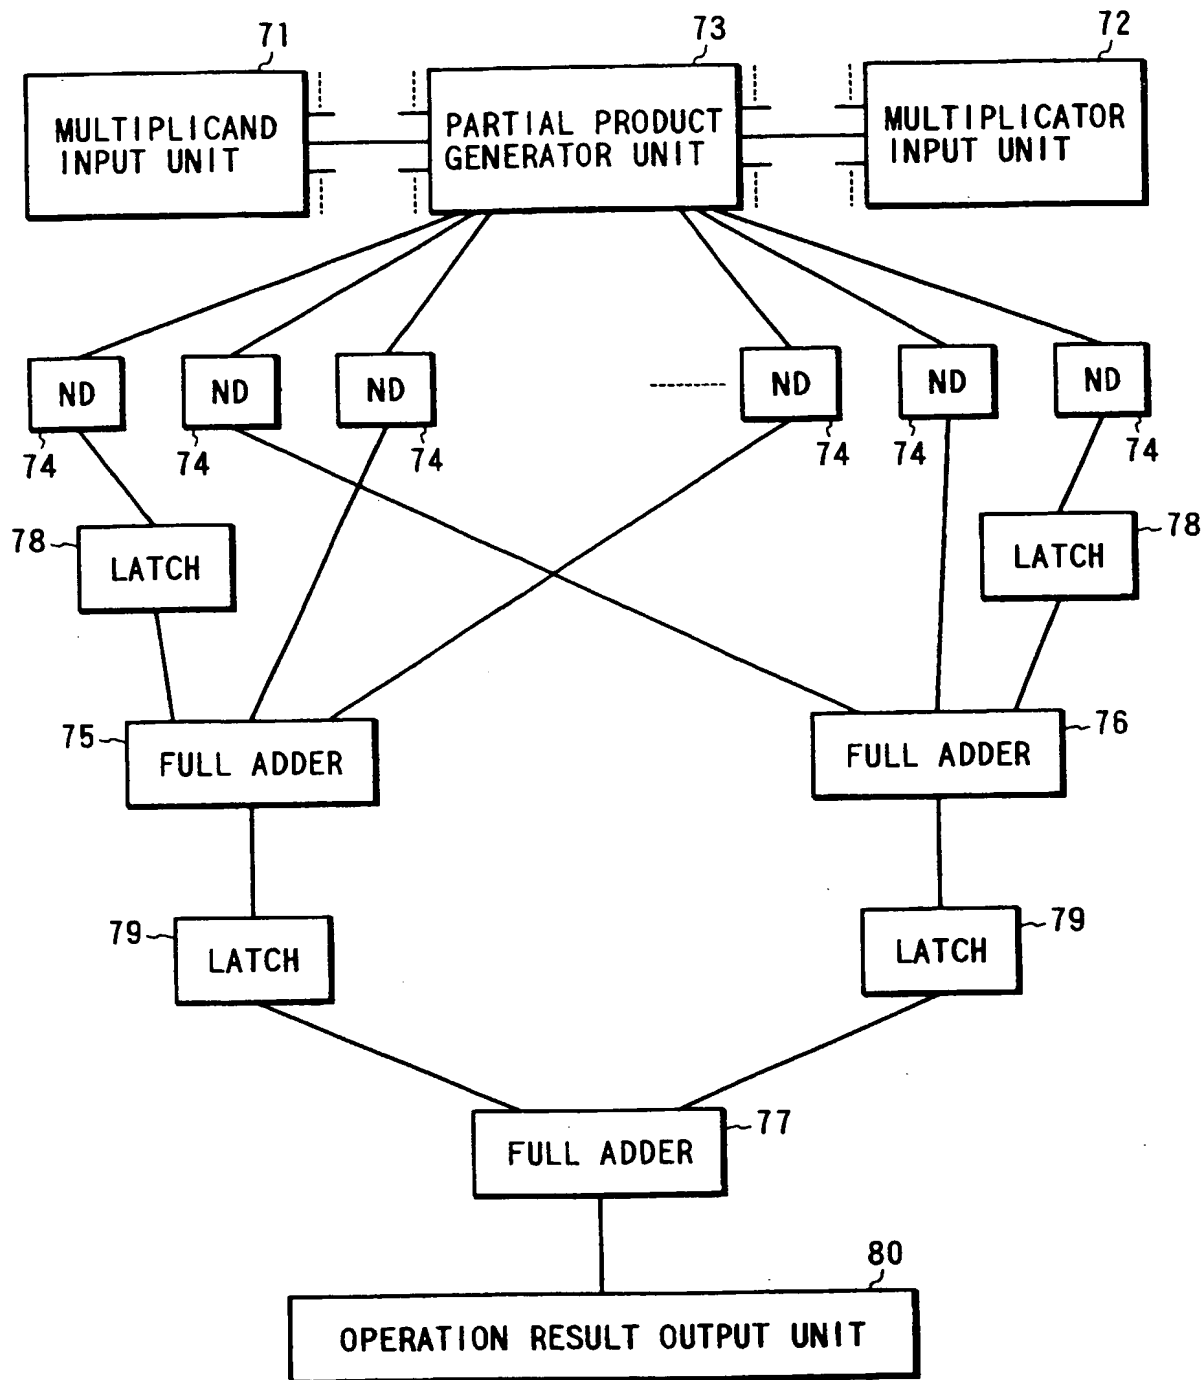 71
73
72
MULTIPLICAND
INPUT UNIT
PARTIAL PRODUCT
GENERATOR UNIT
MULTIPLICATOR
INPUT UNIT
ND
ND
ND
ND
ND
ND
74
74
74
74
74
74
78
LATCH
LATCH
78
75
FULL ADDER
FULL ADDER
76
79
LATCH
LATCH
79
FULL ADDER
77
80
OPERATION RESULT OUTPUT UNIT